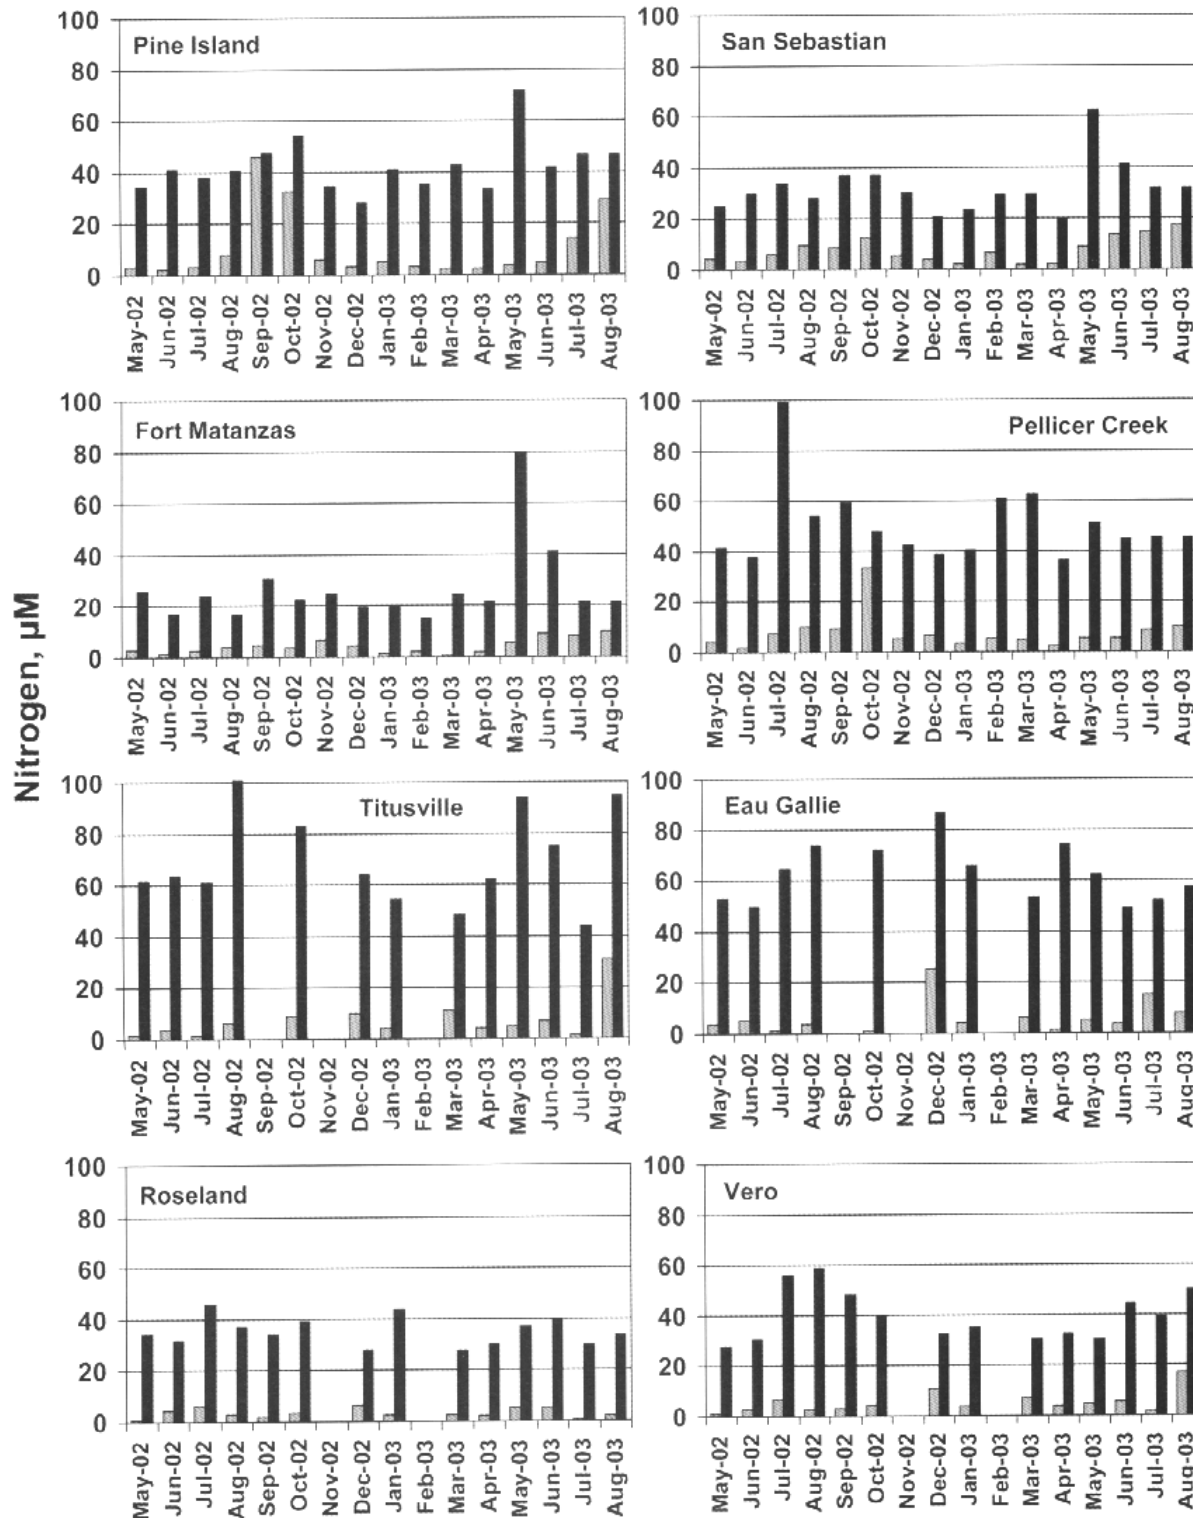 Nitrogen, µM
100
80
60
40
20
0
Pine Island
May-02
Jun-02
Jul-02
Aug-02
Sep-02
Oct-02
Nov-02
Dec-02
Jan-03
Feb-03
Mar-03
Apr-03
May-03
Jun-03
Jul-03
Aug-03
100
80
60
40
20
0
San Sebastian
May-02
Jun-02
Jul-02
Aug-02
Sep-02
Oct-02
Nov-02
Dec-02
Jan-03
Feb-03
Mar-03
Apr-03
May-03
Jun-03
Jul-03
Aug-03
100
80
60
40
20
0
Fort Matanzas
May-02
Jun-02
Jul-02
Aug-02
Sep-02
Oct-02
Nov-02
Dec-02
Jan-03
Feb-03
Mar-03
Apr-03
May-03
Jun-03
Jul-03
Aug-03
100
80
60
40
20
0
Pellicer Creek
May-02
Jun-02
Jul-02
Aug-02
Sep-02
Oct-02
Nov-02
Dec-02
Jan-03
Feb-03
Mar-03
Apr-03
May-03
Jun-03
Jul-03
Aug-03
100
80
60
40
20
0
Titusville
May-02
Jun-02
Jul-02
Aug-02
Sep-02
Oct-02
Nov-02
Dec-02
Jan-03
Feb-03
Mar-03
Apr-03
May-03
Jun-03
Jul-03
Aug-03
100
80
60
40
20
0
Eau Gallie
May-02
Jun-02
Jul-02
Aug-02
Sep-02
Oct-02
Nov-02
Dec-02
Jan-03
Feb-03
Mar-03
Apr-03
May-03
Jun-03
Jul-03
Aug-03
100
80
60
40
20
0
Roseland
May-02
Jun-02
Jul-02
Aug-02
Sep-02
Oct-02
Nov-02
Dec-02
Jan-03
Feb-03
Mar-03
Apr-03
May-03
Jun-03
Jul-03
Aug-03
100
80
60
40
20
0
Vero
May-02
Jun-02
Jul-02
Aug-02
Sep-02
Oct-02
Nov-02
Dec-02
Jan-03
Feb-03
Mar-03
Apr-03
May-03
Jun-03
Jul-03
Aug-03